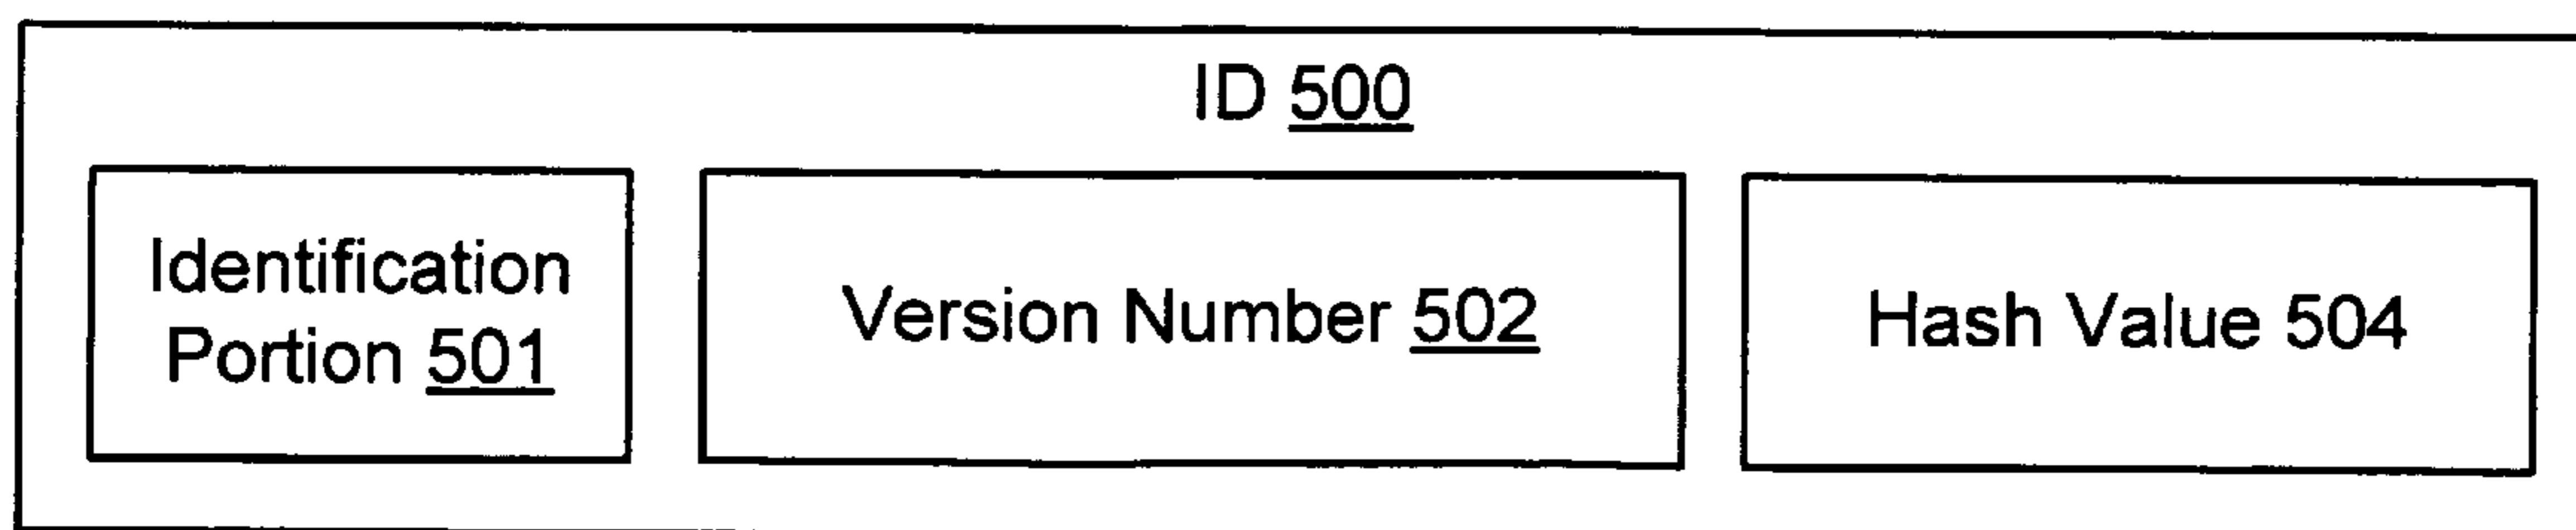 ID 500
Identification
Portion 501
Version Number 502
Hash Value 504